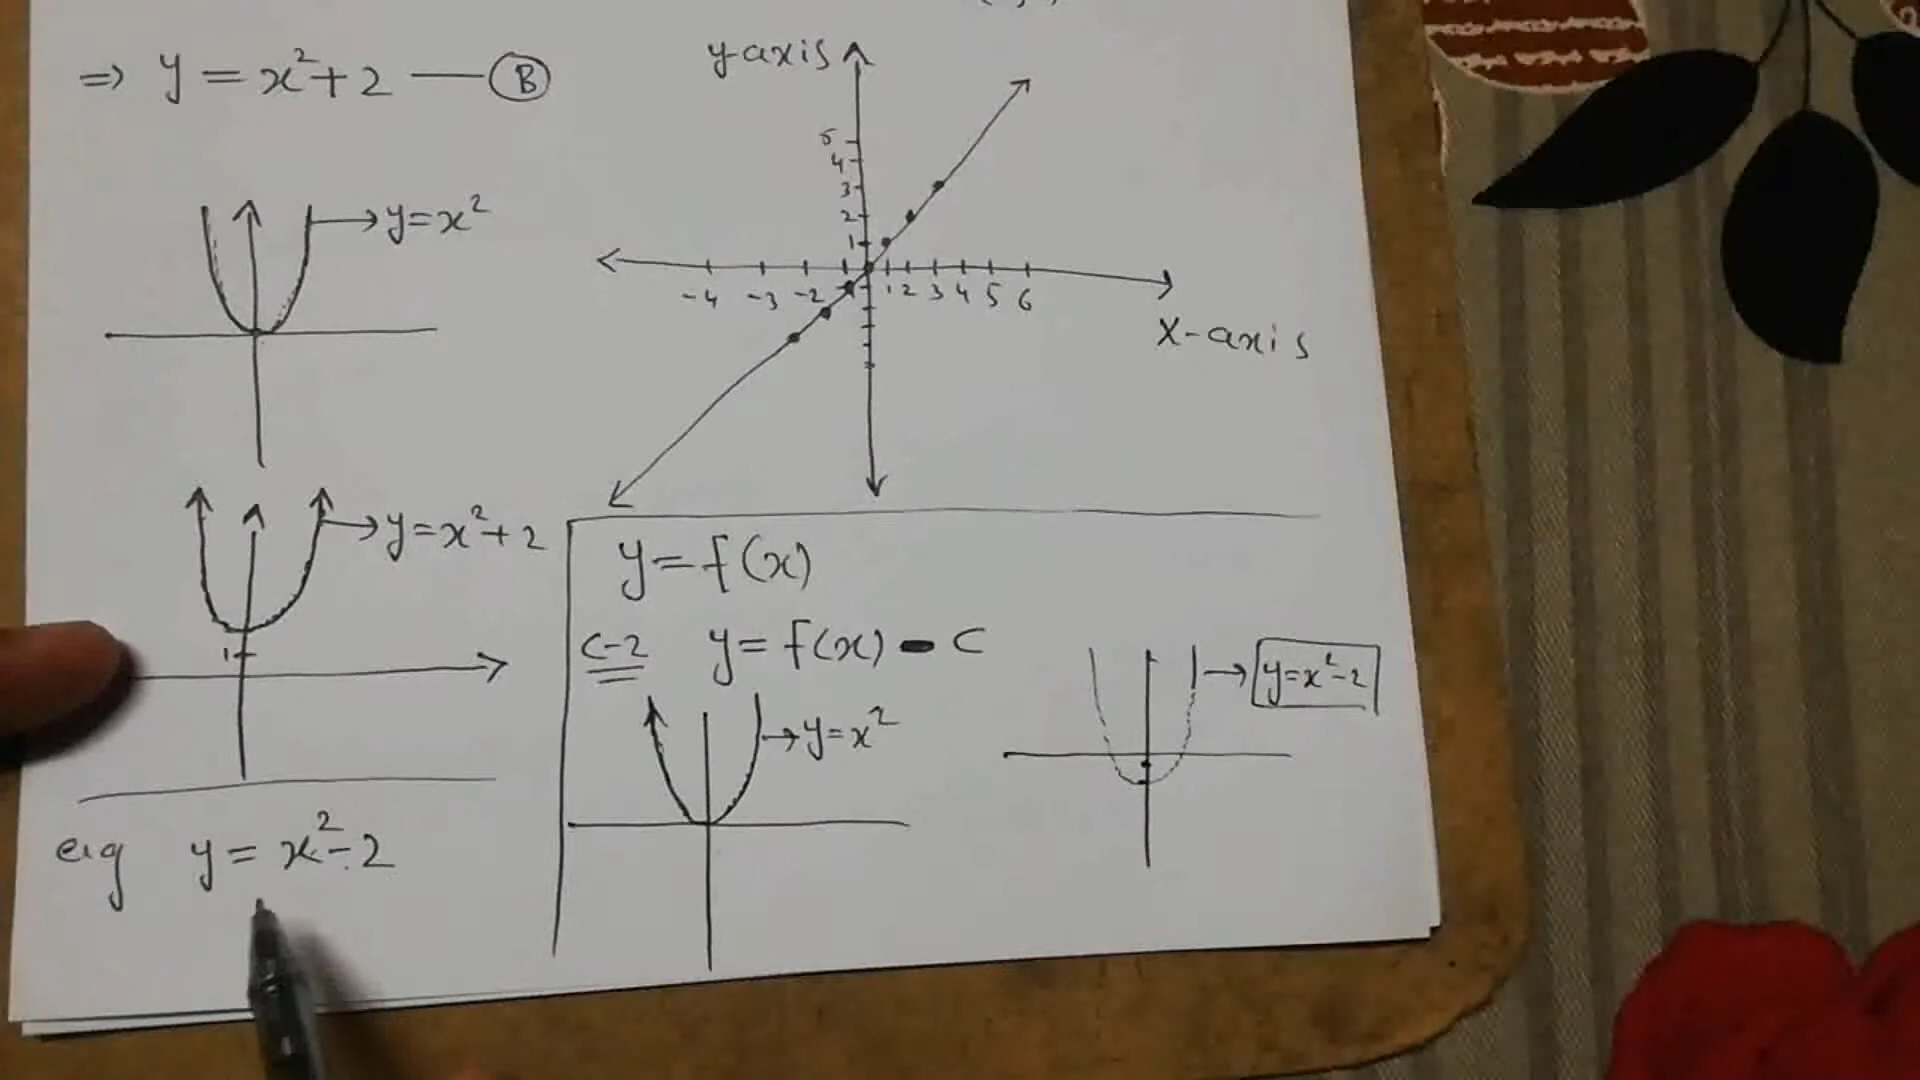 ⇒ y = x²+2 — Ⓑ
→ y=x²
→ y=x²+2
1
e.g y = x²-2
y axis
5
4
3
2
1
-4 -3 -2 1 2 3 4 5 6
X-axis
y=f(x)
C-2 y= f(x) - C
→ y=x²
→ y=x²-2